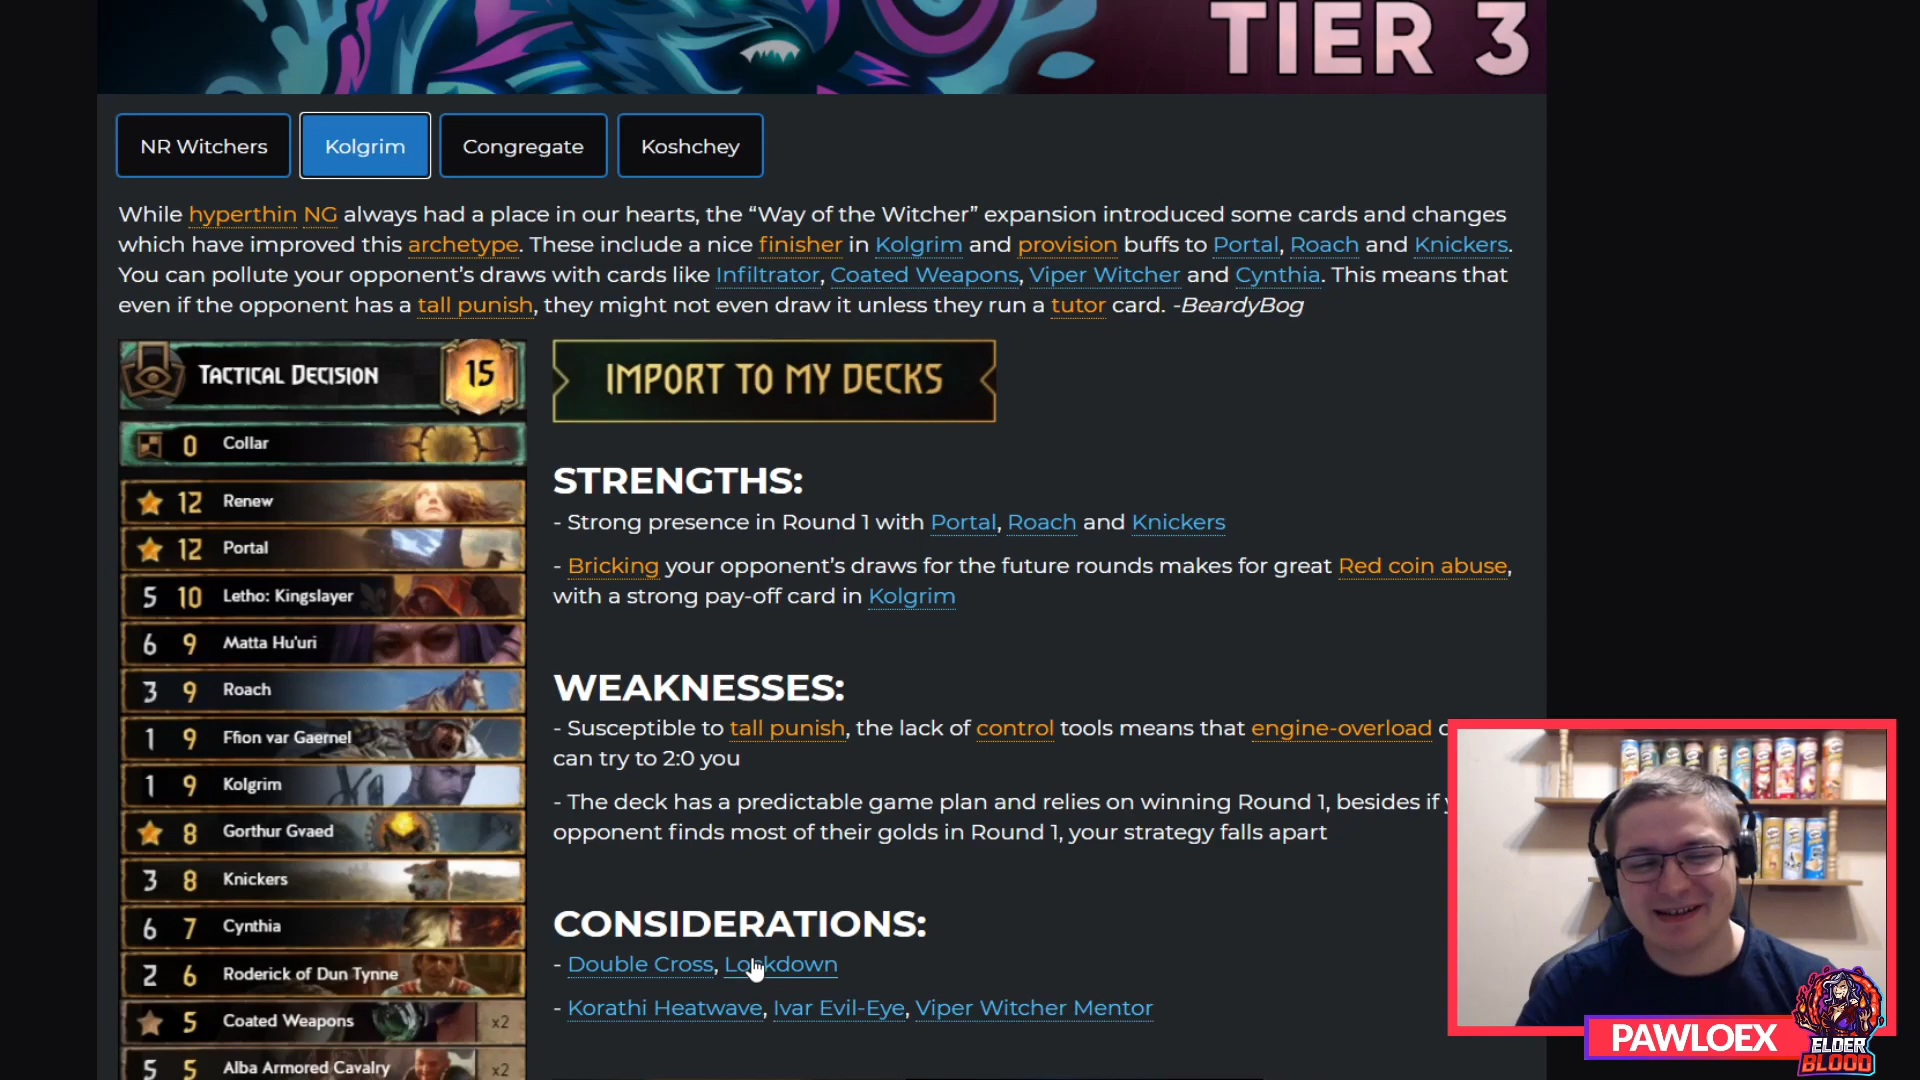 TIER 3
NR Witchers
Kolgrim
Congregate
Koshchey
While hyperthin NG always had a place in our hearts, the “Way of the Witcher” expansion introduced some cards and changes
which have improved this archetype. These include a nice finisher in Kolgrim and provision buffs to Portal, Roach and Knickers.
You can pollute your opponent’s draws with cards like Infiltrator, Coated Weapons, Viper Witcher and Cynthia. This means that
even if the opponent has a tall punish, they might not even draw it unless they run a tutor card. -BeardyBog
TACTICAL DECISION 15
0 Collar
12 Renew
12 Portal
5 10 Letho: Kingslayer
6 9 Matta Hu'uri
3 9 Roach
1 9 Ffion var Gaernel
1 9 Kolgrim
8 Gorthur Gvaed
3 8 Knickers
6 7 Cynthia
2 6 Roderick of Dun Tynne
5 Coated Weapons x2
5 5 Alba Armored Cavalry x2
IMPORT TO MY DECKS
STRENGTHS:
- Strong presence in Round 1 with Portal, Roach and Knickers
- Bricking your opponent’s draws for the future rounds makes for great Red coin abuse,
with a strong pay-off card in Kolgrim
WEAKNESSES:
- Susceptible to tall punish, the lack of control tools means that engine-overload
can try to 2:0 you
- The deck has a predictable game plan and relies on winning Round 1, besides if
opponent finds most of their golds in Round 1, your strategy falls apart
CONSIDERATIONS:
- Double Cross, Lockdown
- Korathi Heatwave, Ivar Evil-Eye, Viper Witcher Mentor
PAWLOEX
ELDER
BLOOD